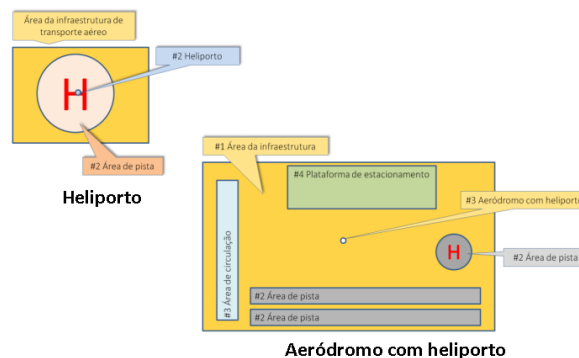 Área da infraestrutura de
transporte aéreo
#2 Heliporto
H
#2 Área de pista
Heliporto
#1 Área da infraestrutura
#4 Plataforma de estacionamento
#3 Aeródromo com heliporto
#3 Área de circulação
H
#2 Área de pista
#2 Área de pista
#2 Área de pista
Aeródromo com heliporto